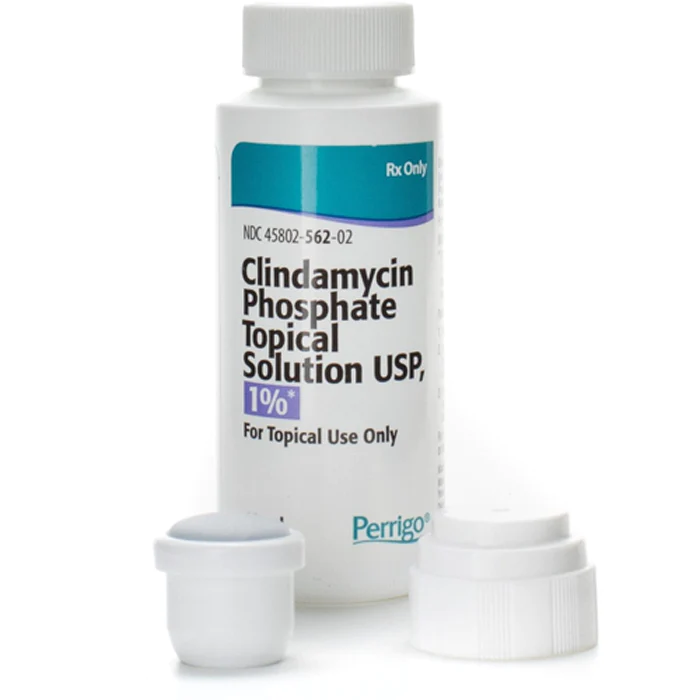 Rx Only
NDC 45802-562-02
Clindamycin
Phosphate
Topical
Solution USP,
1%*
For Topical Use Only
Perrigo®